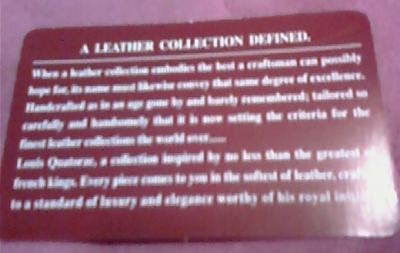 A LEATHER COLLECTION DEFINED.
When a leather collection embodies the best a craftsman can possibly
hope for, its name must likewise convey that same degree of excellence.
Handcrafted as in an age gone by and barely remembered; tailored so
carefully and handsomely that it is now setting the criteria for the
finest leather collections the world over.....
Louis Quatorze, a collection inspired by no less than the greatest of
french kings. Every piece comes to you in the softest of leather,
to a standard of luxury and elegance worthy of his royal